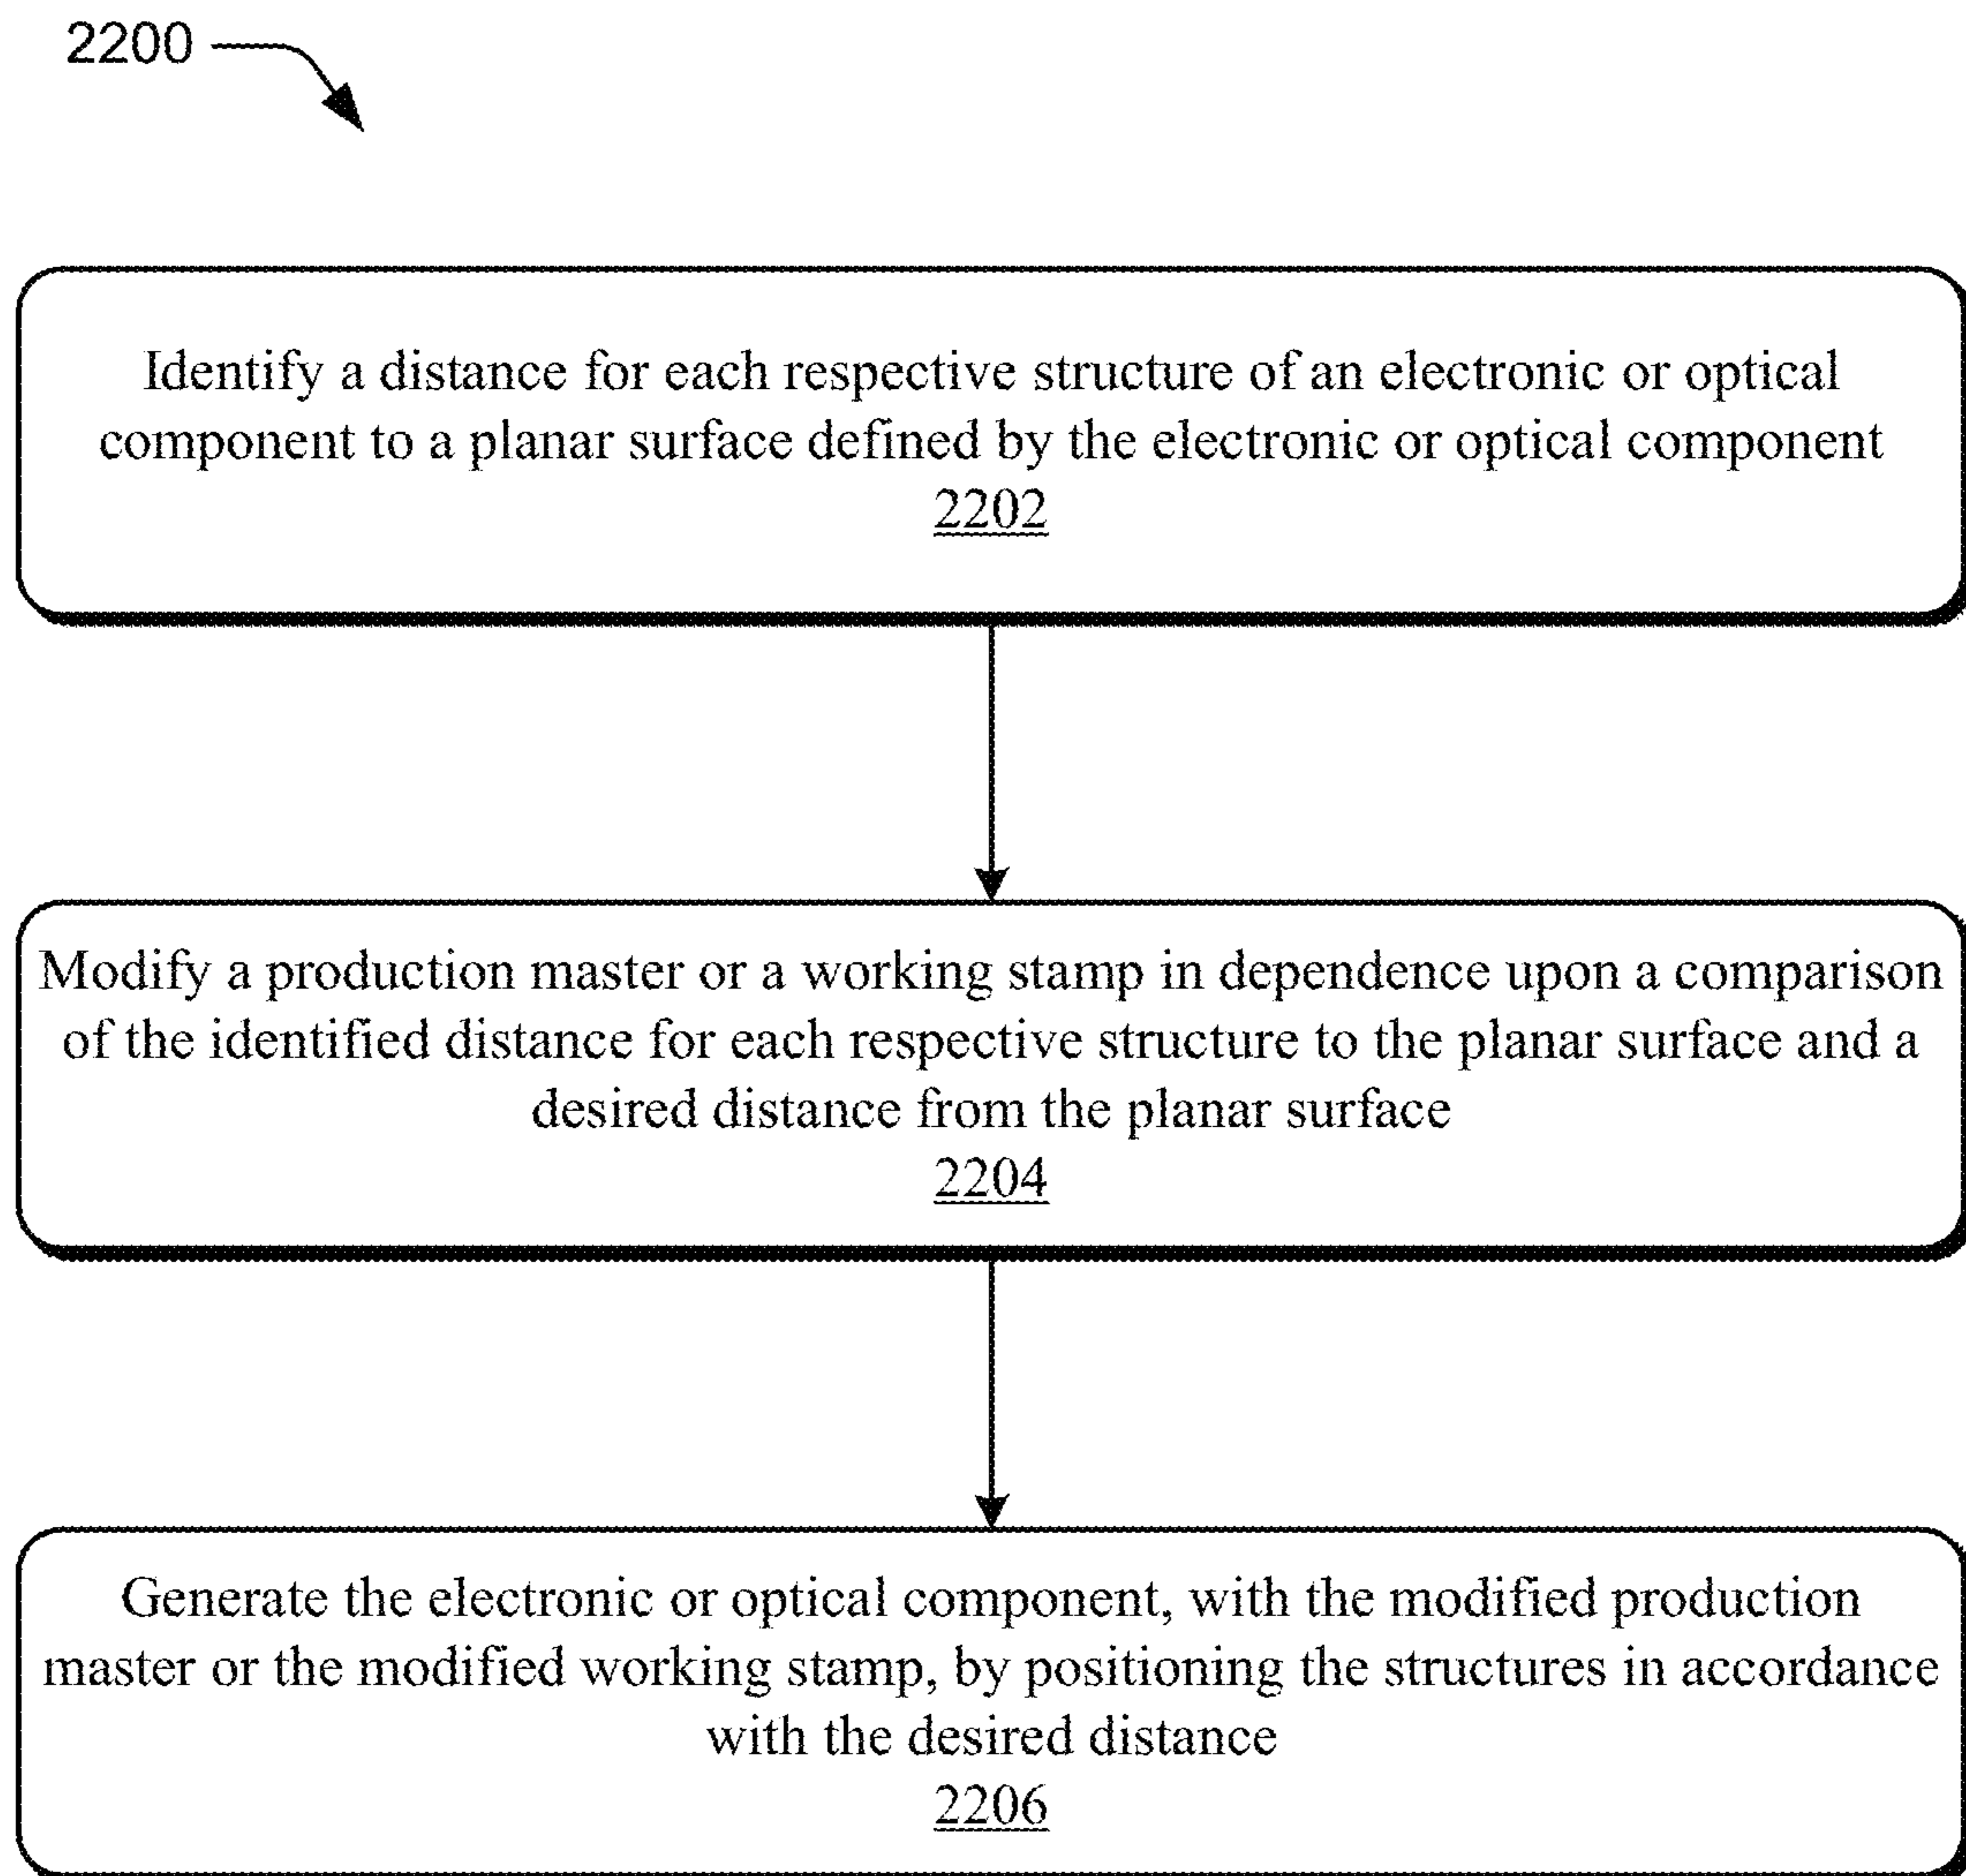 2200
Identify a distance for each respective structure of an electronic or optical
component to a planar surface defined by the electronic or optical component
2202
Modify a production master or a working stamp in dependence upon a comparison
of the identified distance for each respective structure to the planar surface and a
desired distance from the planar surface
2204
Generate the electronic or optical component, with the modified production
master or the modified working stamp, by positioning the structures in accordance
with the desired distance
2206